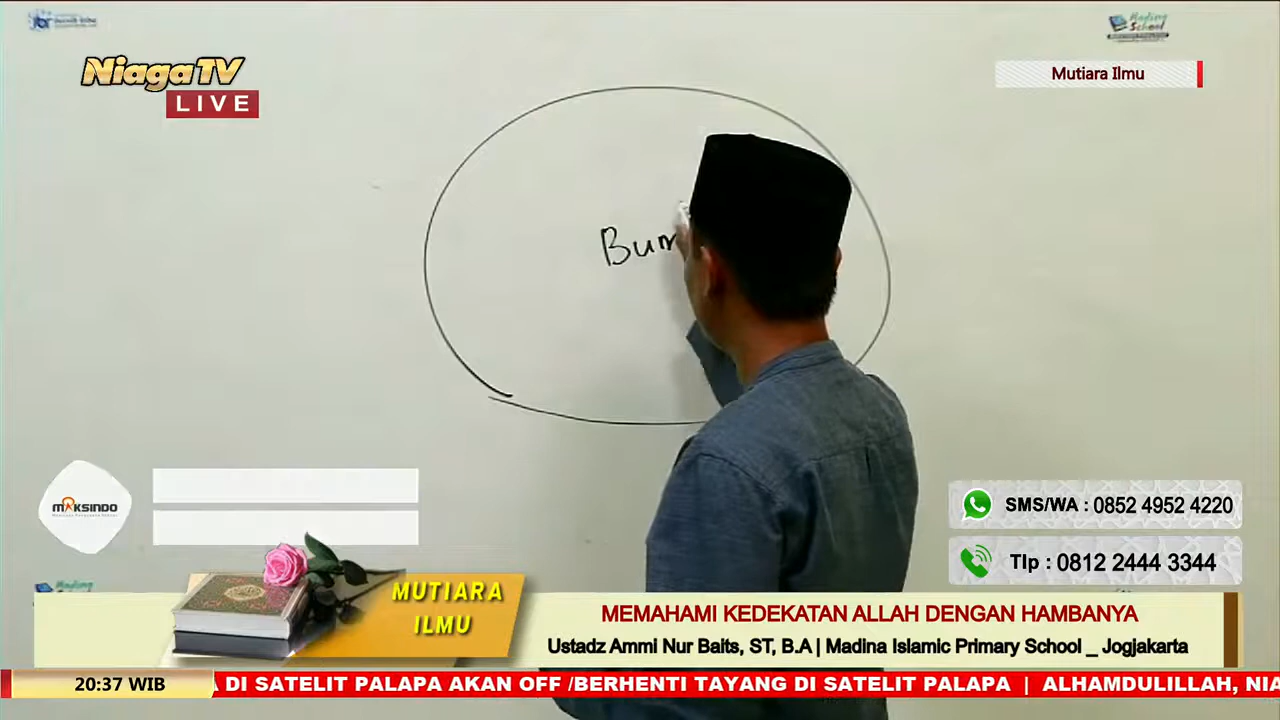 Madina
School
NiagaTV
LIVE
Mutiara Ilmu
Bum
MAKSINDO
SMS/WA : 0852 4952 4220
Tlp : 0812 2444 3344
MUTIARA
ILMU
MEMAHAMI KEDEKATAN ALLAH DENGAN HAMBANYA
Ustadz Ammi Nur Baits, ST, B.A | Madina Islamic Primary School _ Jogjakarta
20:37 WIB
DI SATELIT PALAPA AKAN OFF /BERHENTI TAYANG DI SATELIT PALAPA | ALHAMDULILLAH, NIA